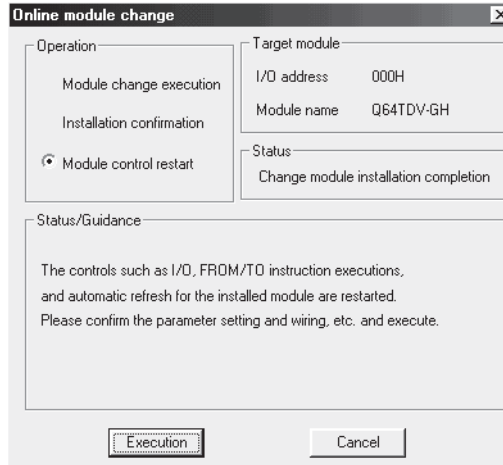 Online module change
Operation
Module change execution
Installation confirmation
Module control restart
Target module
I/O address 000H
Module name Q64TDV-GH
Status
Change module installation completion
Status/Guidance
The controls such as I/O, FROM/TO instruction executions,
and automatic refresh for the installed module are restarted.
Please confirm the parameter setting and wiring, etc. and execute.
Execution Cancel